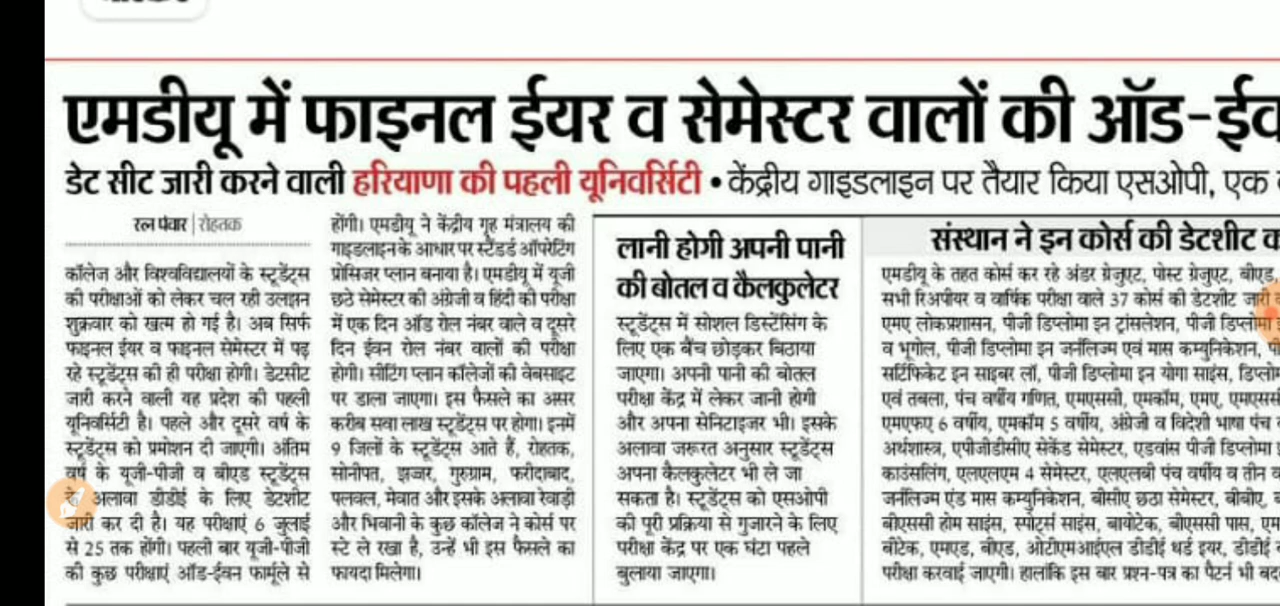 एमडीयू में फाइनल ईयर व सेमेस्टर वालों की ऑड-ईव
डेट सीट जारी करने वाली हरियाणा की पहली यूनिवर्सिटी • केंद्रीय गाइडलाइन पर तैयार किया एसओपी, एक
रत्न पंवार | रोहतक
कॉलेज और विश्वविद्यालयों के स्टूडेंट्स
की परीक्षाओं को लेकर चल रही उलझन
शुक्रवार को खत्म हो गई है। अब सिर्फ
फाइनल ईयर व फाइनल सेमेस्टर में पढ़
रहे स्टूडेंट्स की ही परीक्षा होगी। डेटसीट
जारी करने वाली यह प्रदेश की पहली
यूनिवर्सिटी है। पहले और दूसरे वर्ष के
स्टूडेंट्स को प्रमोशन दी जाएगी। अंतिम
वर्ष के यूजी-पीजी व बीएड स्टूडेंट्स
के अलावा डीडीई के लिए डेटशीट
जारी कर दी है। यह परीक्षाएं 6 जुलाई
से 25 तक होंगी। पहली बार यूजी-पीजी
की कुछ परीक्षाएं ऑड-ईवन फार्मूले से
होंगी। एमडीयू ने केंद्रीय गृह मंत्रालय की
गाइडलाइन के आधार पर स्टैंडर्ड ऑपरेटिंग
प्रोसिजर प्लान बनाया है। एमडीयू में यूजी
छठे सेमेस्टर की अंग्रेजी व हिंदी की परीक्षा
में एक दिन ऑड रोल नंबर वाले व दूसरे
दिन ईवन रोल नंबर वालों की परीक्षा
होगी। सीटिंग प्लान कॉलेजों की वेबसाइट
पर डाला जाएगा। इस फैसले का असर
करीब सवा लाख स्टूडेंट्स पर होगा। इनमें
9 जिलों के स्टूडेंट्स आते हैं, रोहतक,
सोनीपत, झज्जर, गुरुग्राम, फरीदाबाद,
पलवल, मेवात और इसके अलावा रेवाड़ी
और भिवानी के कुछ कॉलेज ने कोर्स पर
स्टे ले रखा है, उन्हें भी इस फैसले का
फायदा मिलेगा।
लानी होगी अपनी पानी
की बोतल व कैलकुलेटर
स्टूडेंट्स में सोशल डिस्टेंसिंग के
लिए एक बैंच छोड़कर बिठाया
जाएगा। अपनी पानी की बोतल
परीक्षा केंद्र में लेकर जानी होगी
और अपना सेनिटाइजर भी। इसके
अलावा जरूरत अनुसार स्टूडेंट्स
अपना कैलकुलेटर भी ले जा
सकता है। स्टूडेंट्स को एसओपी
की पूरी प्रक्रिया से गुजारने के लिए
परीक्षा केंद्र पर एक घंटा पहले
बुलाया जाएगा।
संस्थान ने इन कोर्स की डेटशीट
एमडीयू के तहत कोर्स कर रहे अंडर ग्रेजुएट, पोस्ट ग्रेजुएट, बीएड
सभी रिअपीयर व वार्षिक परीक्षा वाले 37 कोर्स की डेटशीट जारी
एमए लोकप्रशासन, पीजी डिप्लोमा इन ट्रांसलेशन, पीजी डिप्लोमा
व भूगोल, पीजी डिप्लोमा इन जर्नलिज्म एवं मास कम्युनिकेशन,
सर्टिफिकेट इन साइबर लॉ, पीजी डिप्लोमा इन योगा साइंस,
एवं तबला, पंच वर्षीय गणित, एमएससी, एमकॉम, एमए,
एमएफए 6 वर्षीय, एमकॉम 5 वर्षीय, अंग्रेजी व विदेशी भाषा पंच
अर्थशास्त्र, एपीजीडीसीए सेकेंड सेमेस्टर, एडवांस पीजी डिप्लोमा
काउंसलिंग, एलएलएम 4 सेमेस्टर, एलएलबी पंच वर्षीय व तीन
जर्नलिज्म एंड मास कम्युनिकेशन, बीसीए छठा सेमेस्टर, बीबीए,
बीएससी होम साइंस, स्पोर्ट्स साइंस, बायोटेक, बीएससी पास,
बीटेक, एमएड, बीएड, ओटीएमआईएल डीडीई थर्ड इयर, डीडीई
परीक्षा करवाई जाएगी। हालांकि इस बार प्रश्न-पत्र का पैटर्न भी